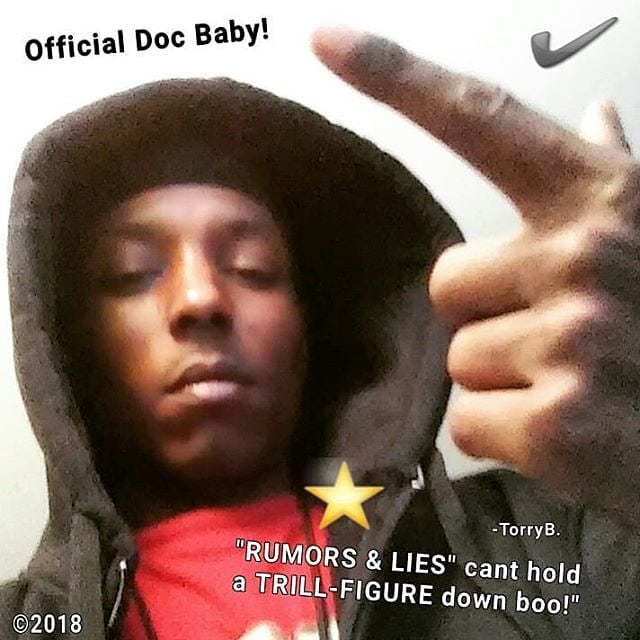 Official Doc Baby!
-TorryB.
"RUMORS & LIES" cant hold
a TRILL-FIGURE down boo!"
©2018